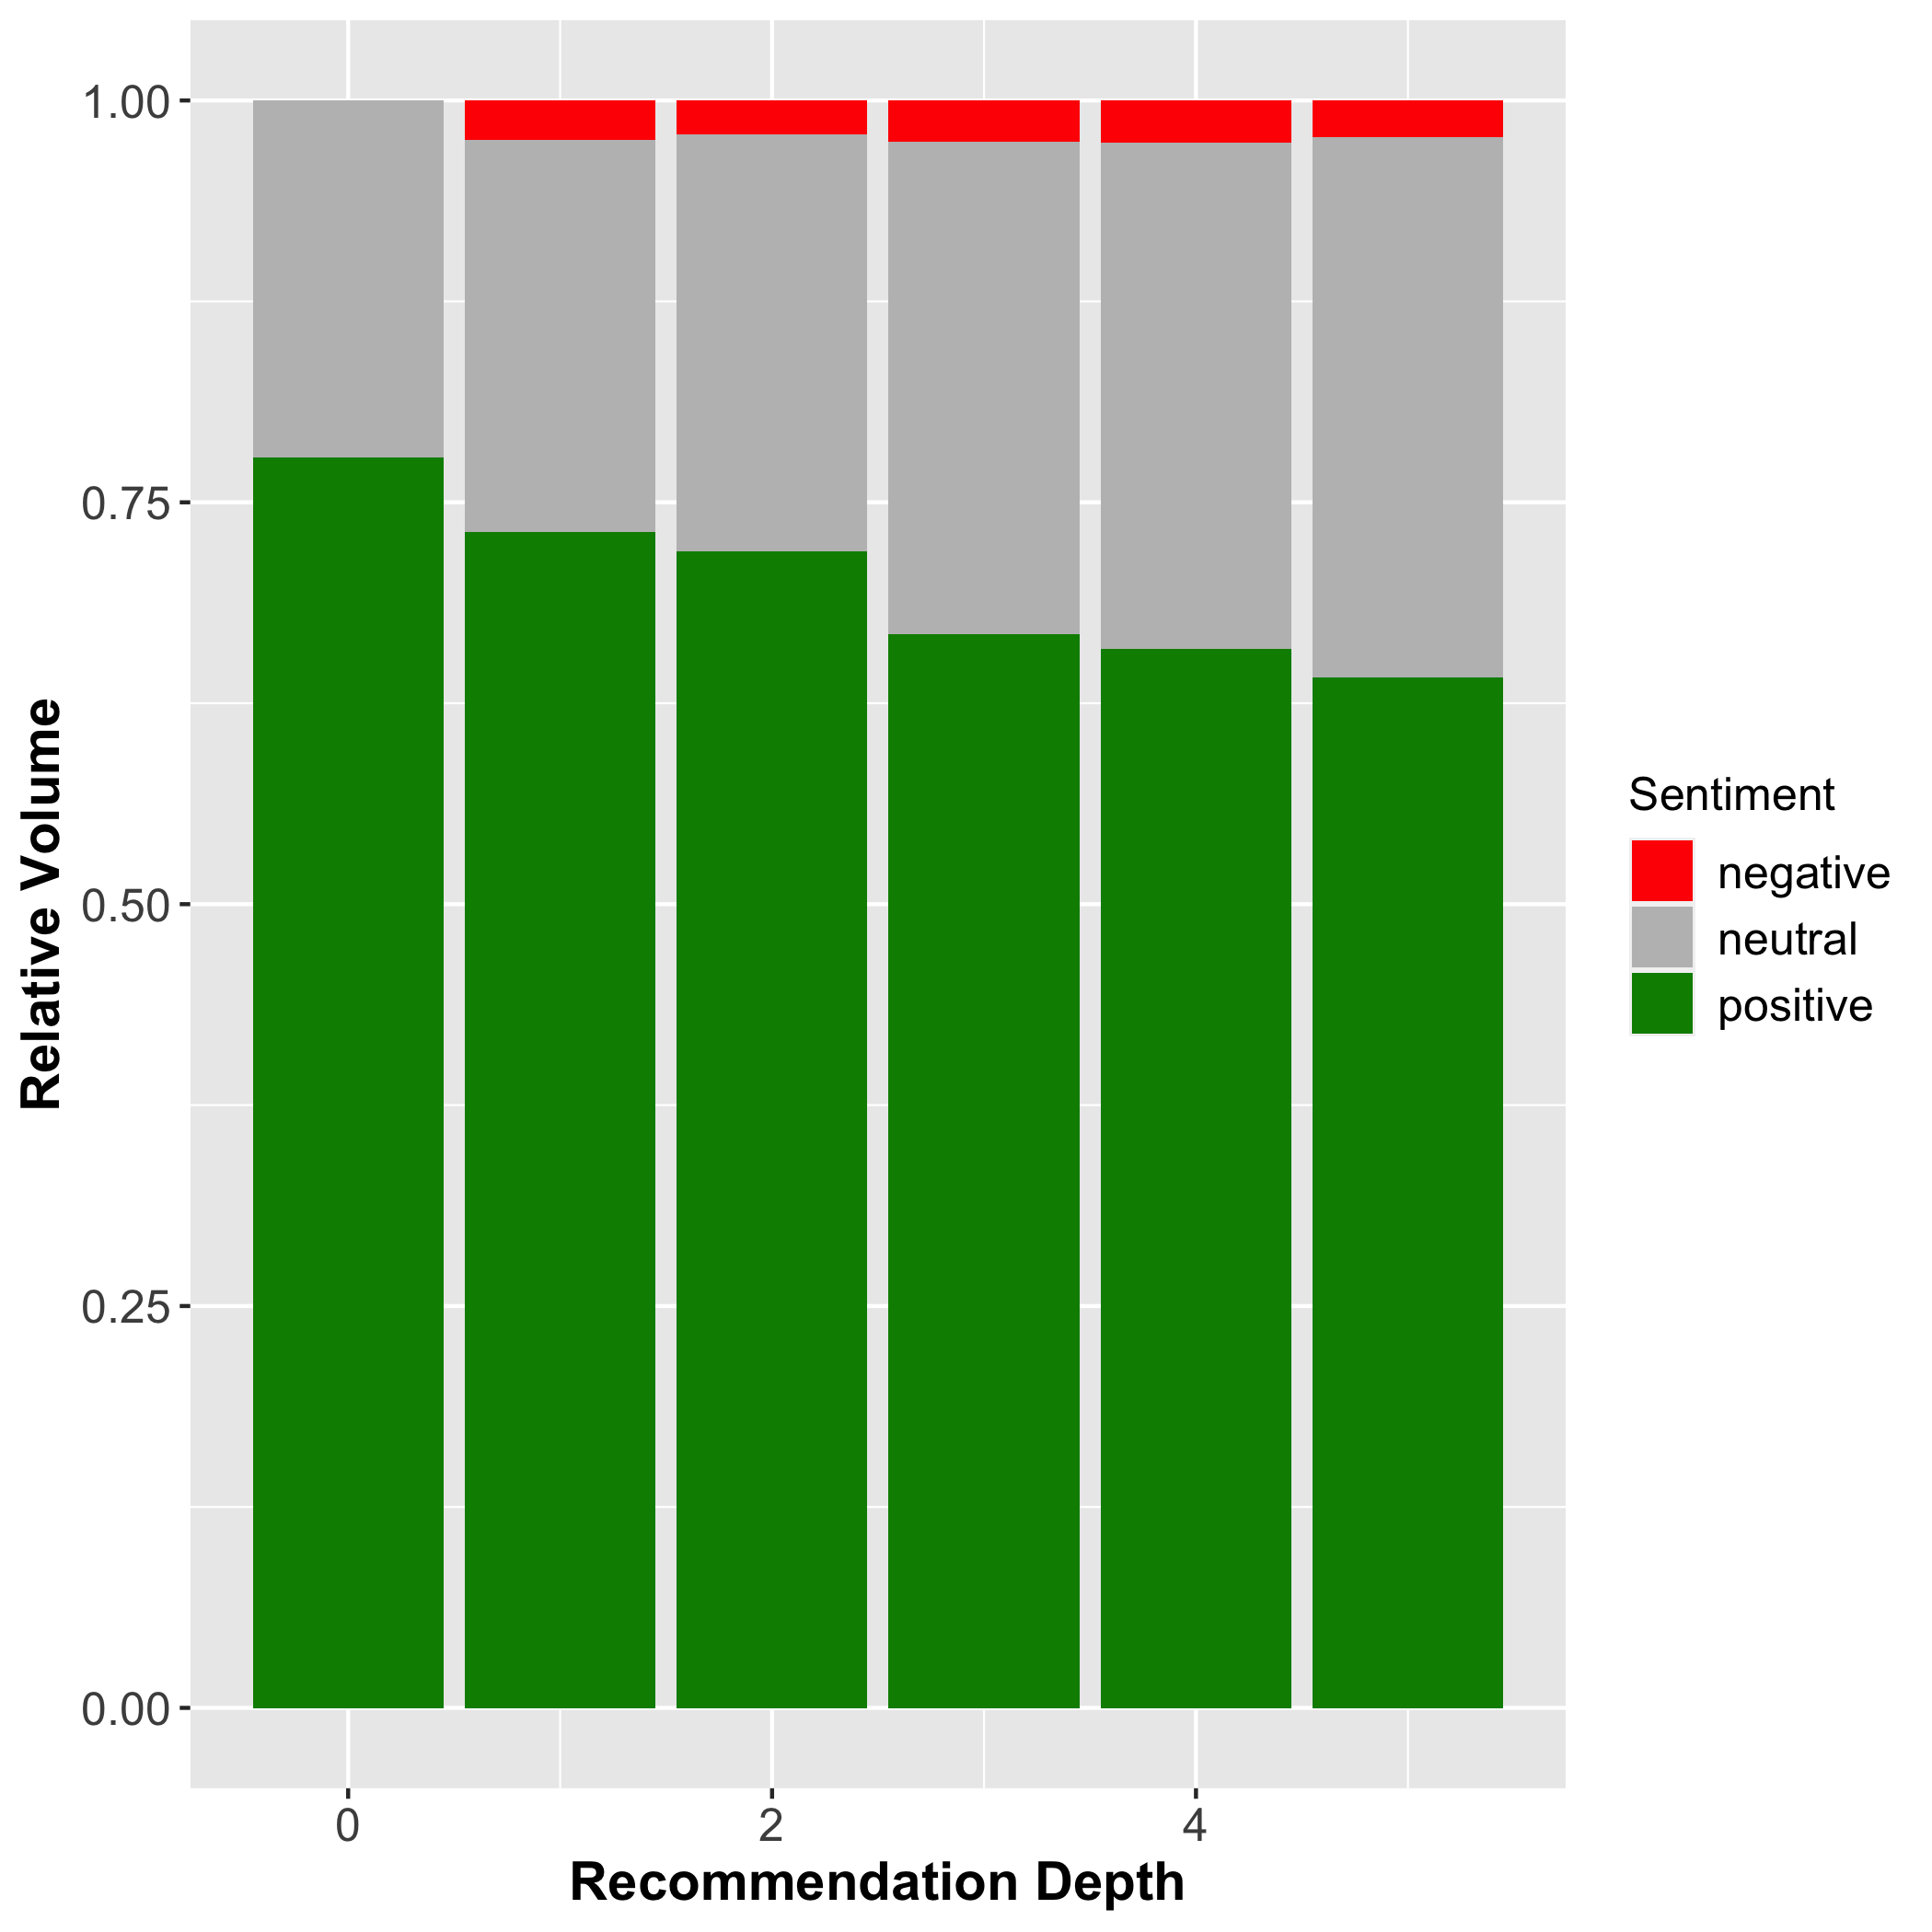 1.00
0.75
0.50
0.25
0.00
Relative Volume
0
2
4
Recommendation Depth
Sentiment
negative
neutral
positive